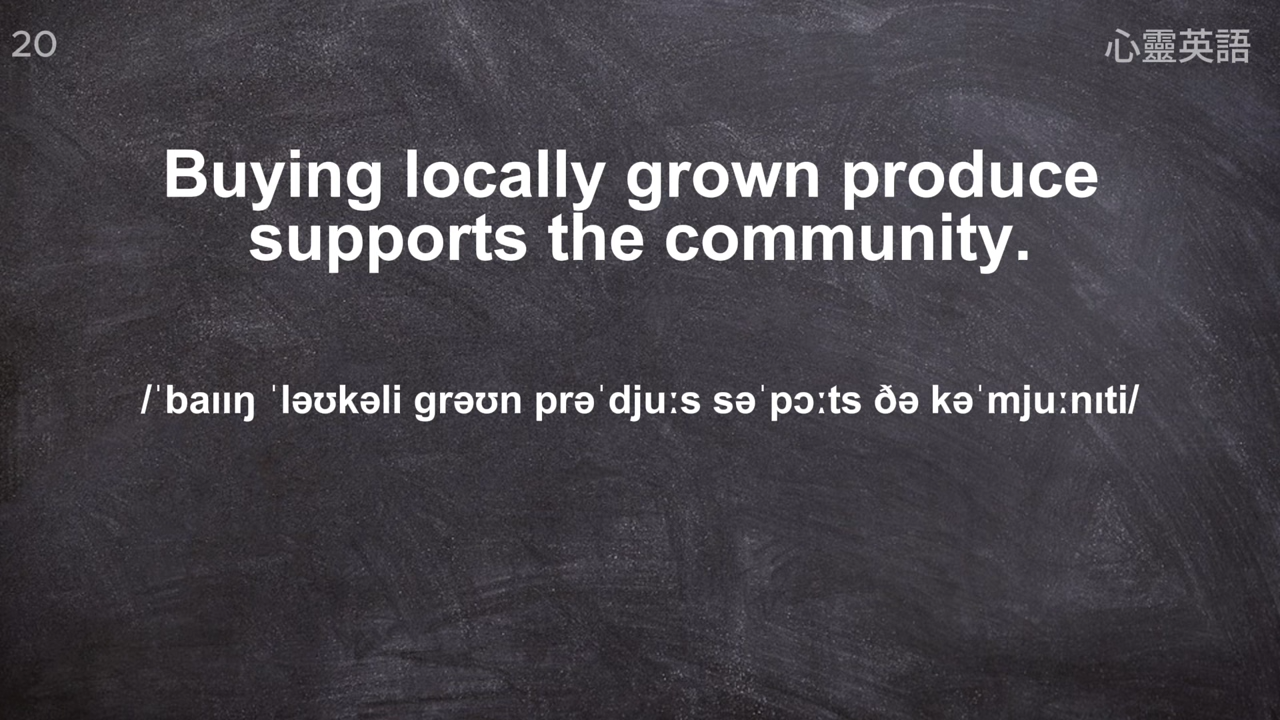 20
心靈英語
Buying locally grown produce
supports the community.
/ˈbaɪɪŋ ˈləʊkəli grəʊn prəˈdjuːs səˈpɔːts ðə kəˈmjuːnɪti/